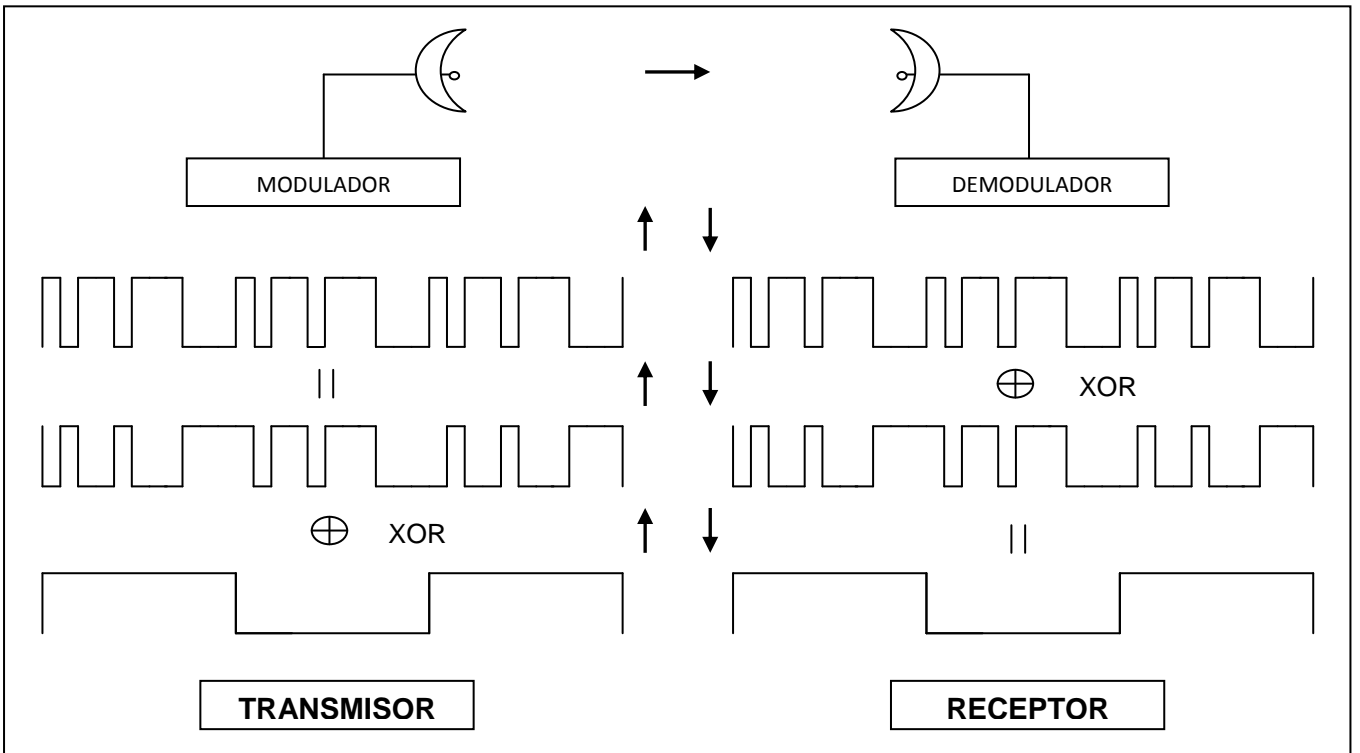 MODULADOR
DEMODULADOR
XOR
XOR
TRANSMISOR
RECEPTOR